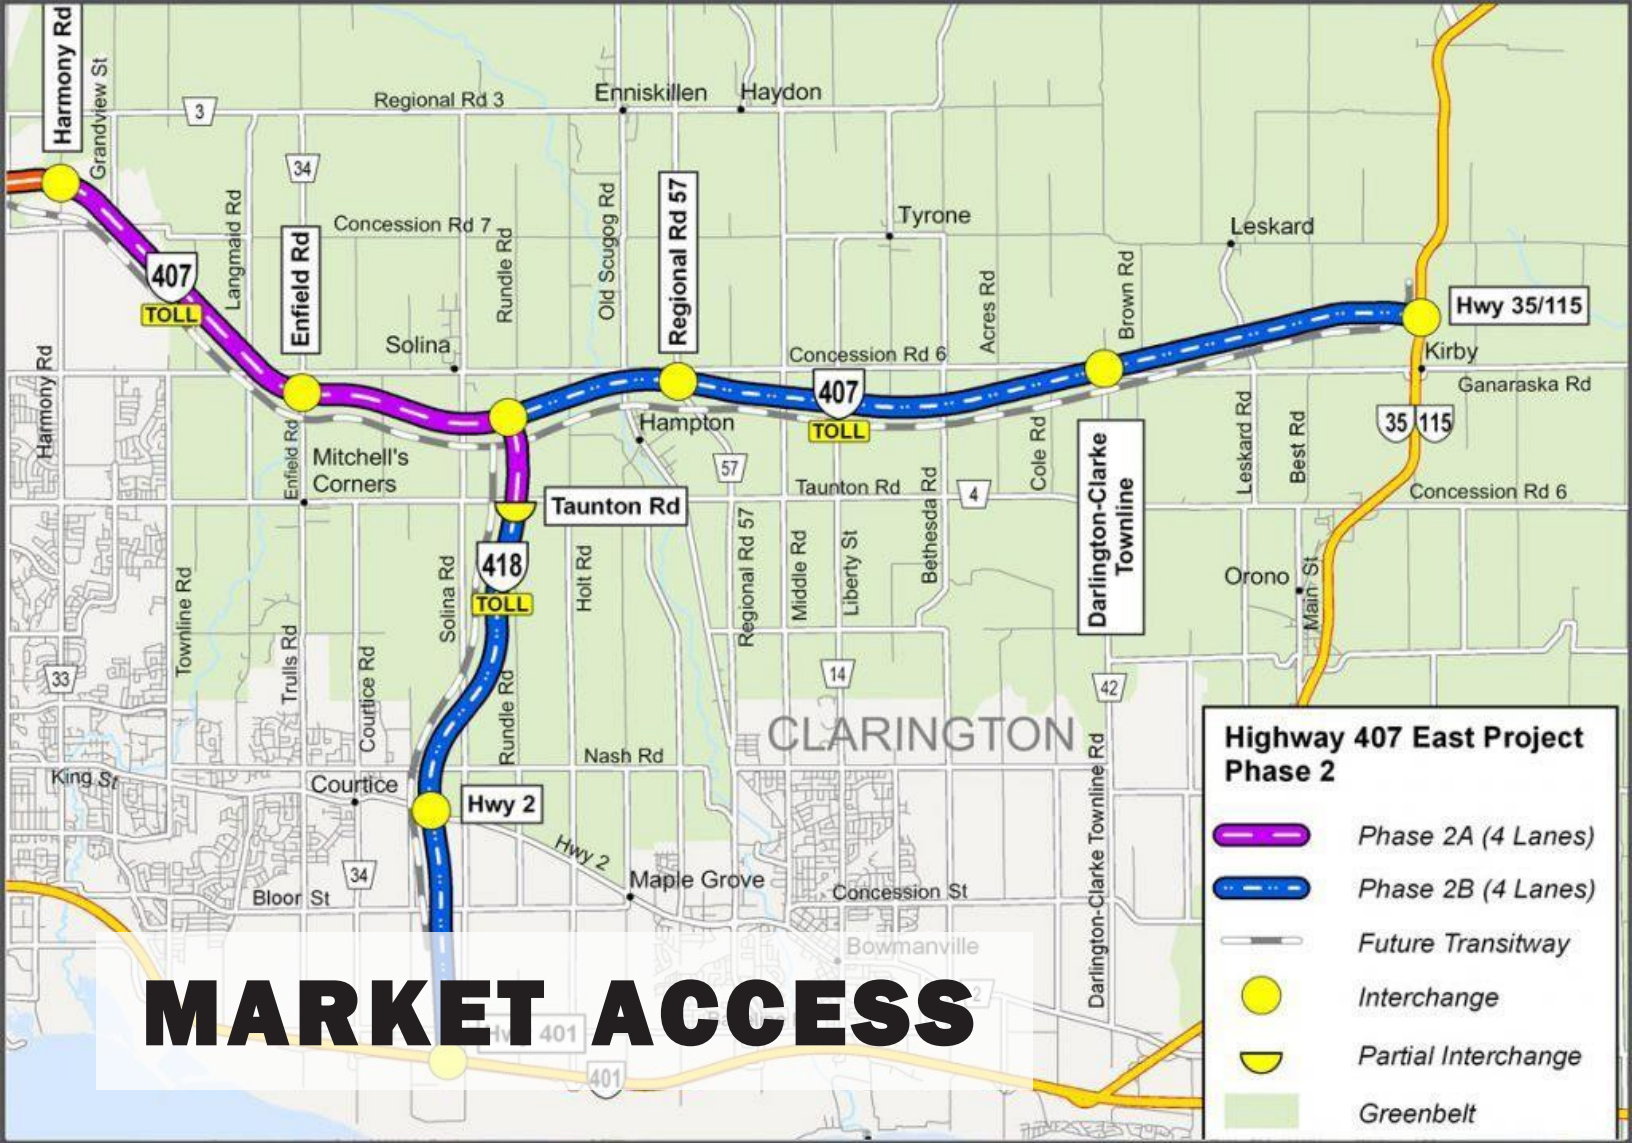 Harmony Rd
Grandview St
3
Regional Rd 3
Enniskillen
Haydon
34
Langmaid Rd
Concession Rd 7
Enfield Rd
Rundle Rd
Old Scugog Rd
Regional Rd 57
Tyrone
Leskard
407
TOLL
Solina
Acres Rd
Brown Rd
Hwy 35/115
Concession Rd 6
Kirby
Ganaraska Rd
407
TOLL
35 115
Harmony Rd
Enfield Rd
Mitchell's
Corners
Hampton
57
Taunton Rd
Taunton Rd
Bethesda Rd
4
Cole Rd
Darlington-Clarke
Townline
Leskard Rd
Best Rd
Concession Rd 6
418
TOLL
Townline Rd
Solina Rd
Holt Rd
Regional Rd 57
Middle Rd
Liberty St
Orono
Main St
33
Trulls Rd
Courtice Rd
Rundle Rd
14
42
CLARINGTON
Nash Rd
King St
Courtice
Hwy 2
Hwy 2
34
Bloor St
Maple Grove
Concession St
Darlington-Clarke Townline Rd
Bowmanville
2
MARKET ACCESS
Hwy 401
401
Highway 407 East Project
Phase 2
Phase 2A (4 Lanes)
Phase 2B (4 Lanes)
Future Transitway
Interchange
Partial Interchange
Greenbelt